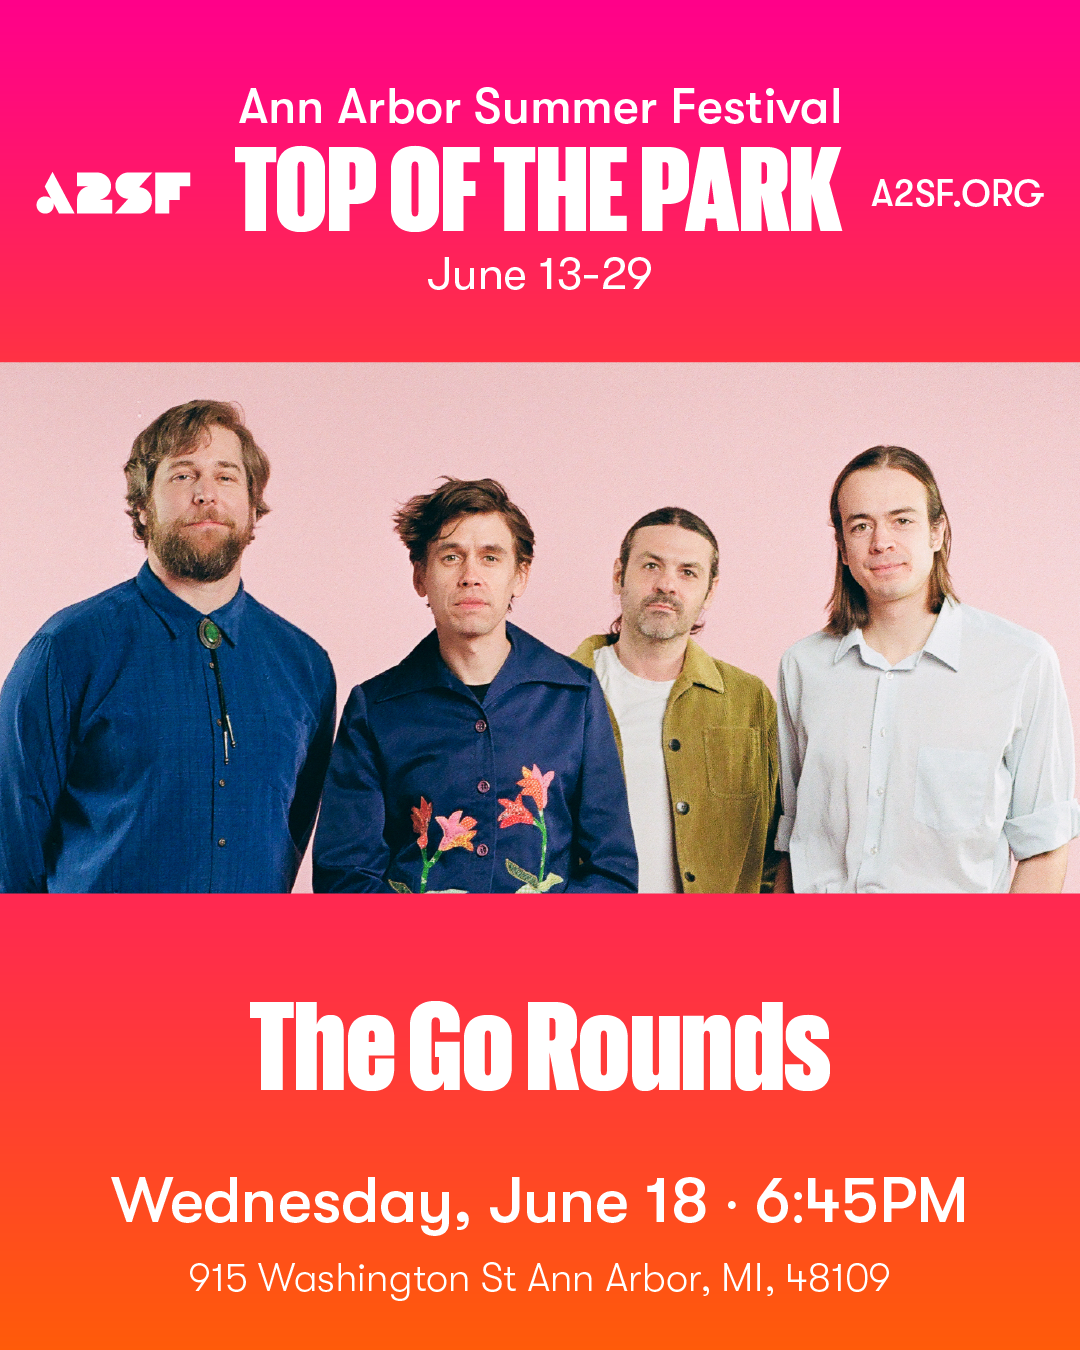 Ann Arbor Summer Festival
A2SF
TOP OF THE PARK
A2SF.ORG
June 13-29
The Go Rounds
Wednesday, June 18 · 6:45PM
915 Washington St Ann Arbor, MI, 48109